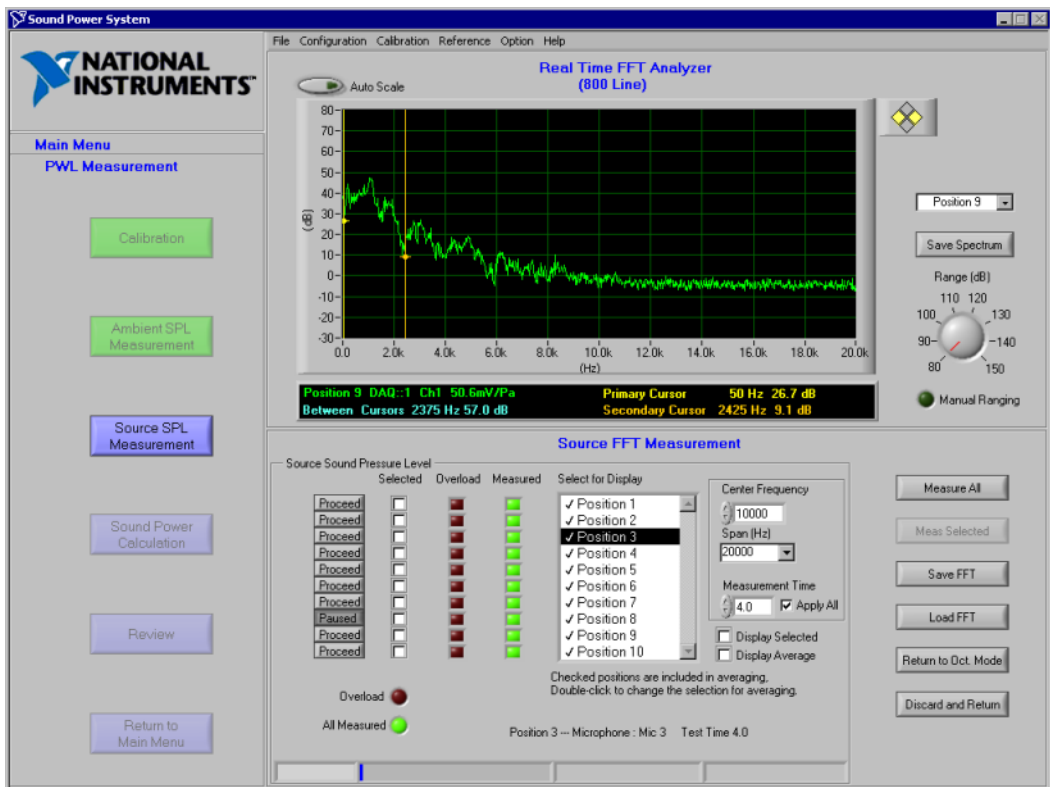 Sound Power System
NATIONAL
INSTRUMENTS™
File Configuration Calibration Reference Option Help
Main Menu
PWL Measurement
Calibration
Ambient SPL
Measurement
Source SPL
Measurement
Sound Power
Calculation
Review
Return to
Main Menu
Real Time FFT Analyzer
(800 Line)
Auto Scale
(dB)
80
70
60
50
40
30
20
10
0
-10
-20
-30
0.0 2.0k 4.0k 6.0k 8.0k 10.0k 12.0k 14.0k 16.0k 18.0k 20.0k
(Hz)
Position 9 DAQ::1 Ch1 50.6mV/Pa Primary Cursor 50 Hz 26.7 dB
Between Cursors 2375 Hz 57.0 dB Secondary Cursor 2425 Hz 9.1 dB
Position 9
Save Spectrum
Range (dB)
110 120
100 130
90 140
80 150
Manual Ranging
Source FFT Measurement
Source Sound Pressure Level
Selected Overload Measured Select for Display
Proceed ✓ Position 1
Proceed ✓ Position 2
Proceed ✓ Position 3
Proceed ✓ Position 4
Proceed ✓ Position 5
Proceed ✓ Position 6
Proceed ✓ Position 7
Paused ✓ Position 8
Proceed ✓ Position 9
Proceed ✓ Position 10
Center Frequency
10000
Span (Hz)
20000
Measurement Time
4.0 Apply All
Display Selected
Display Average
Checked positions are included in averaging,
Double-click to change the selection for averaging.
Overload
All Measured
Position 3 --- Microphone : Mic 3 Test Time 4.0
Measure All
Meas Selected
Save FFT
Load FFT
Return to Oct. Mode
Discard and Return